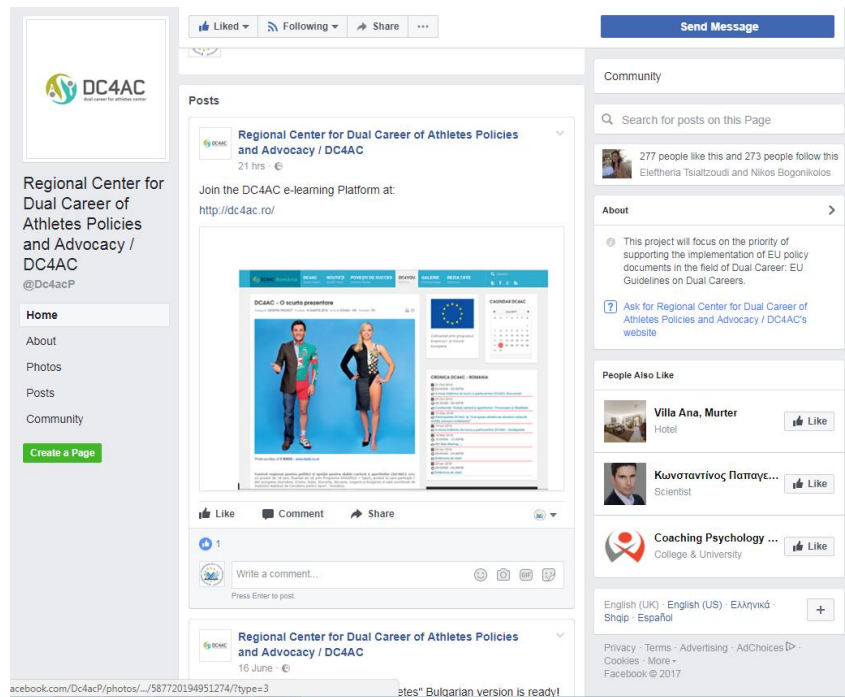 Liked
Following
Share
Send Message
DC4AC
dual career for athletes center
Regional Center for
Dual Career of
Athletes Policies
and Advocacy /
DC4AC
@Dc4acP
Home
About
Photos
Posts
Community
Create a Page
Posts
Regional Center for Dual Career of Athletes Policies
and Advocacy / DC4AC
21 hrs ·
Join the DC4AC e-learning Platform at:
http://dc4ac.ro/
DC4AC - O scurta prezentare
CALENDAR DC4AC
CRONICA DC4AC - ROMANIA
Like
Comment
Share
1
Write a comment...
GIF
Press Enter to post.
Regional Center for Dual Career of Athletes Policies
and Advocacy / DC4AC
16 June ·
etes" Bulgarian version is ready!
acebook.com/Dc4acP/photos/.../587720194951274/?type=3
Community
Search for posts on this Page
277 people like this and 273 people follow this
Eleftheria Tsialtzoudi and Nikos Bogonikolos
About
This project will focus on the priority of
supporting the implementation of EU policy
documents in the field of Dual Career: EU
Guidelines on Dual Careers.
Ask for Regional Center for Dual Career of
Athletes Policies and Advocacy / DC4AC's
website
People Also Like
Villa Ana, Murter
Hotel
Like
Κωνσταντίνος Παπαγε...
Scientist
Like
Coaching Psychology ...
College & University
Like
English (UK) · English (US) · Ελληνικά ·
Shqip · Español
Privacy · Terms · Advertising · AdChoices ·
Cookies · More
Facebook © 2017